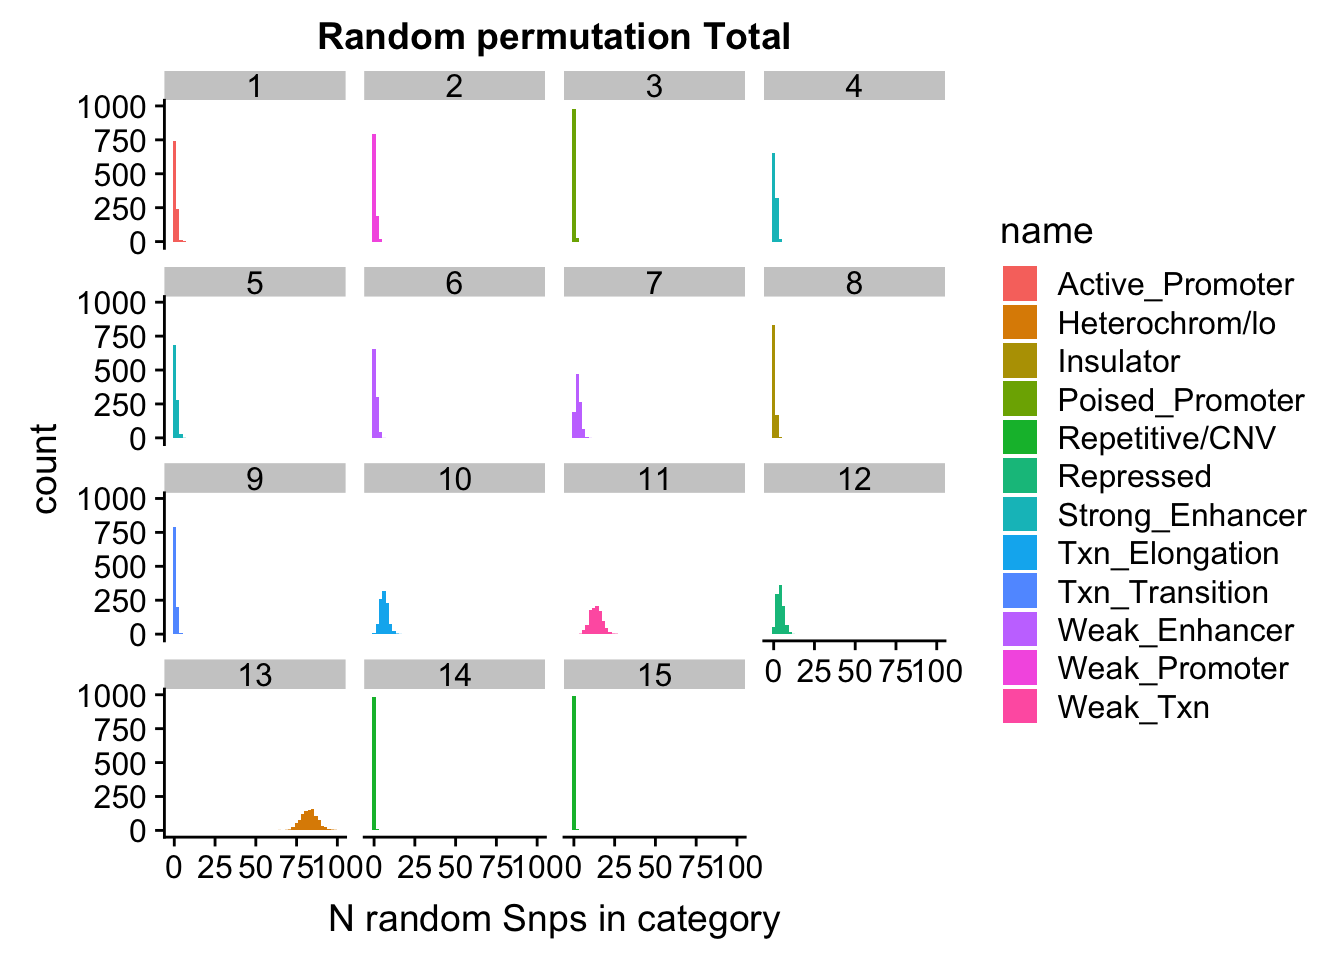 Random permutation Total
1 2 3 4
1000
750
500
250
0
5 6 7 8
1000
750
500
250
0
9 10 11 12
1000
750
500
250
0
0 25 50 75 100
13 14 15
1000
750
500
250
0
0 25 50 75 100 0 25 50 75 100 0 25 50 75 100
N random Snps in category
count
name
Active_Promoter
Heterochrom/lo
Insulator
Poised_Promoter
Repetitive/CNV
Repressed
Strong_Enhancer
Txn_Elongation
Txn_Transition
Weak_Enhancer
Weak_Promoter
Weak_Txn